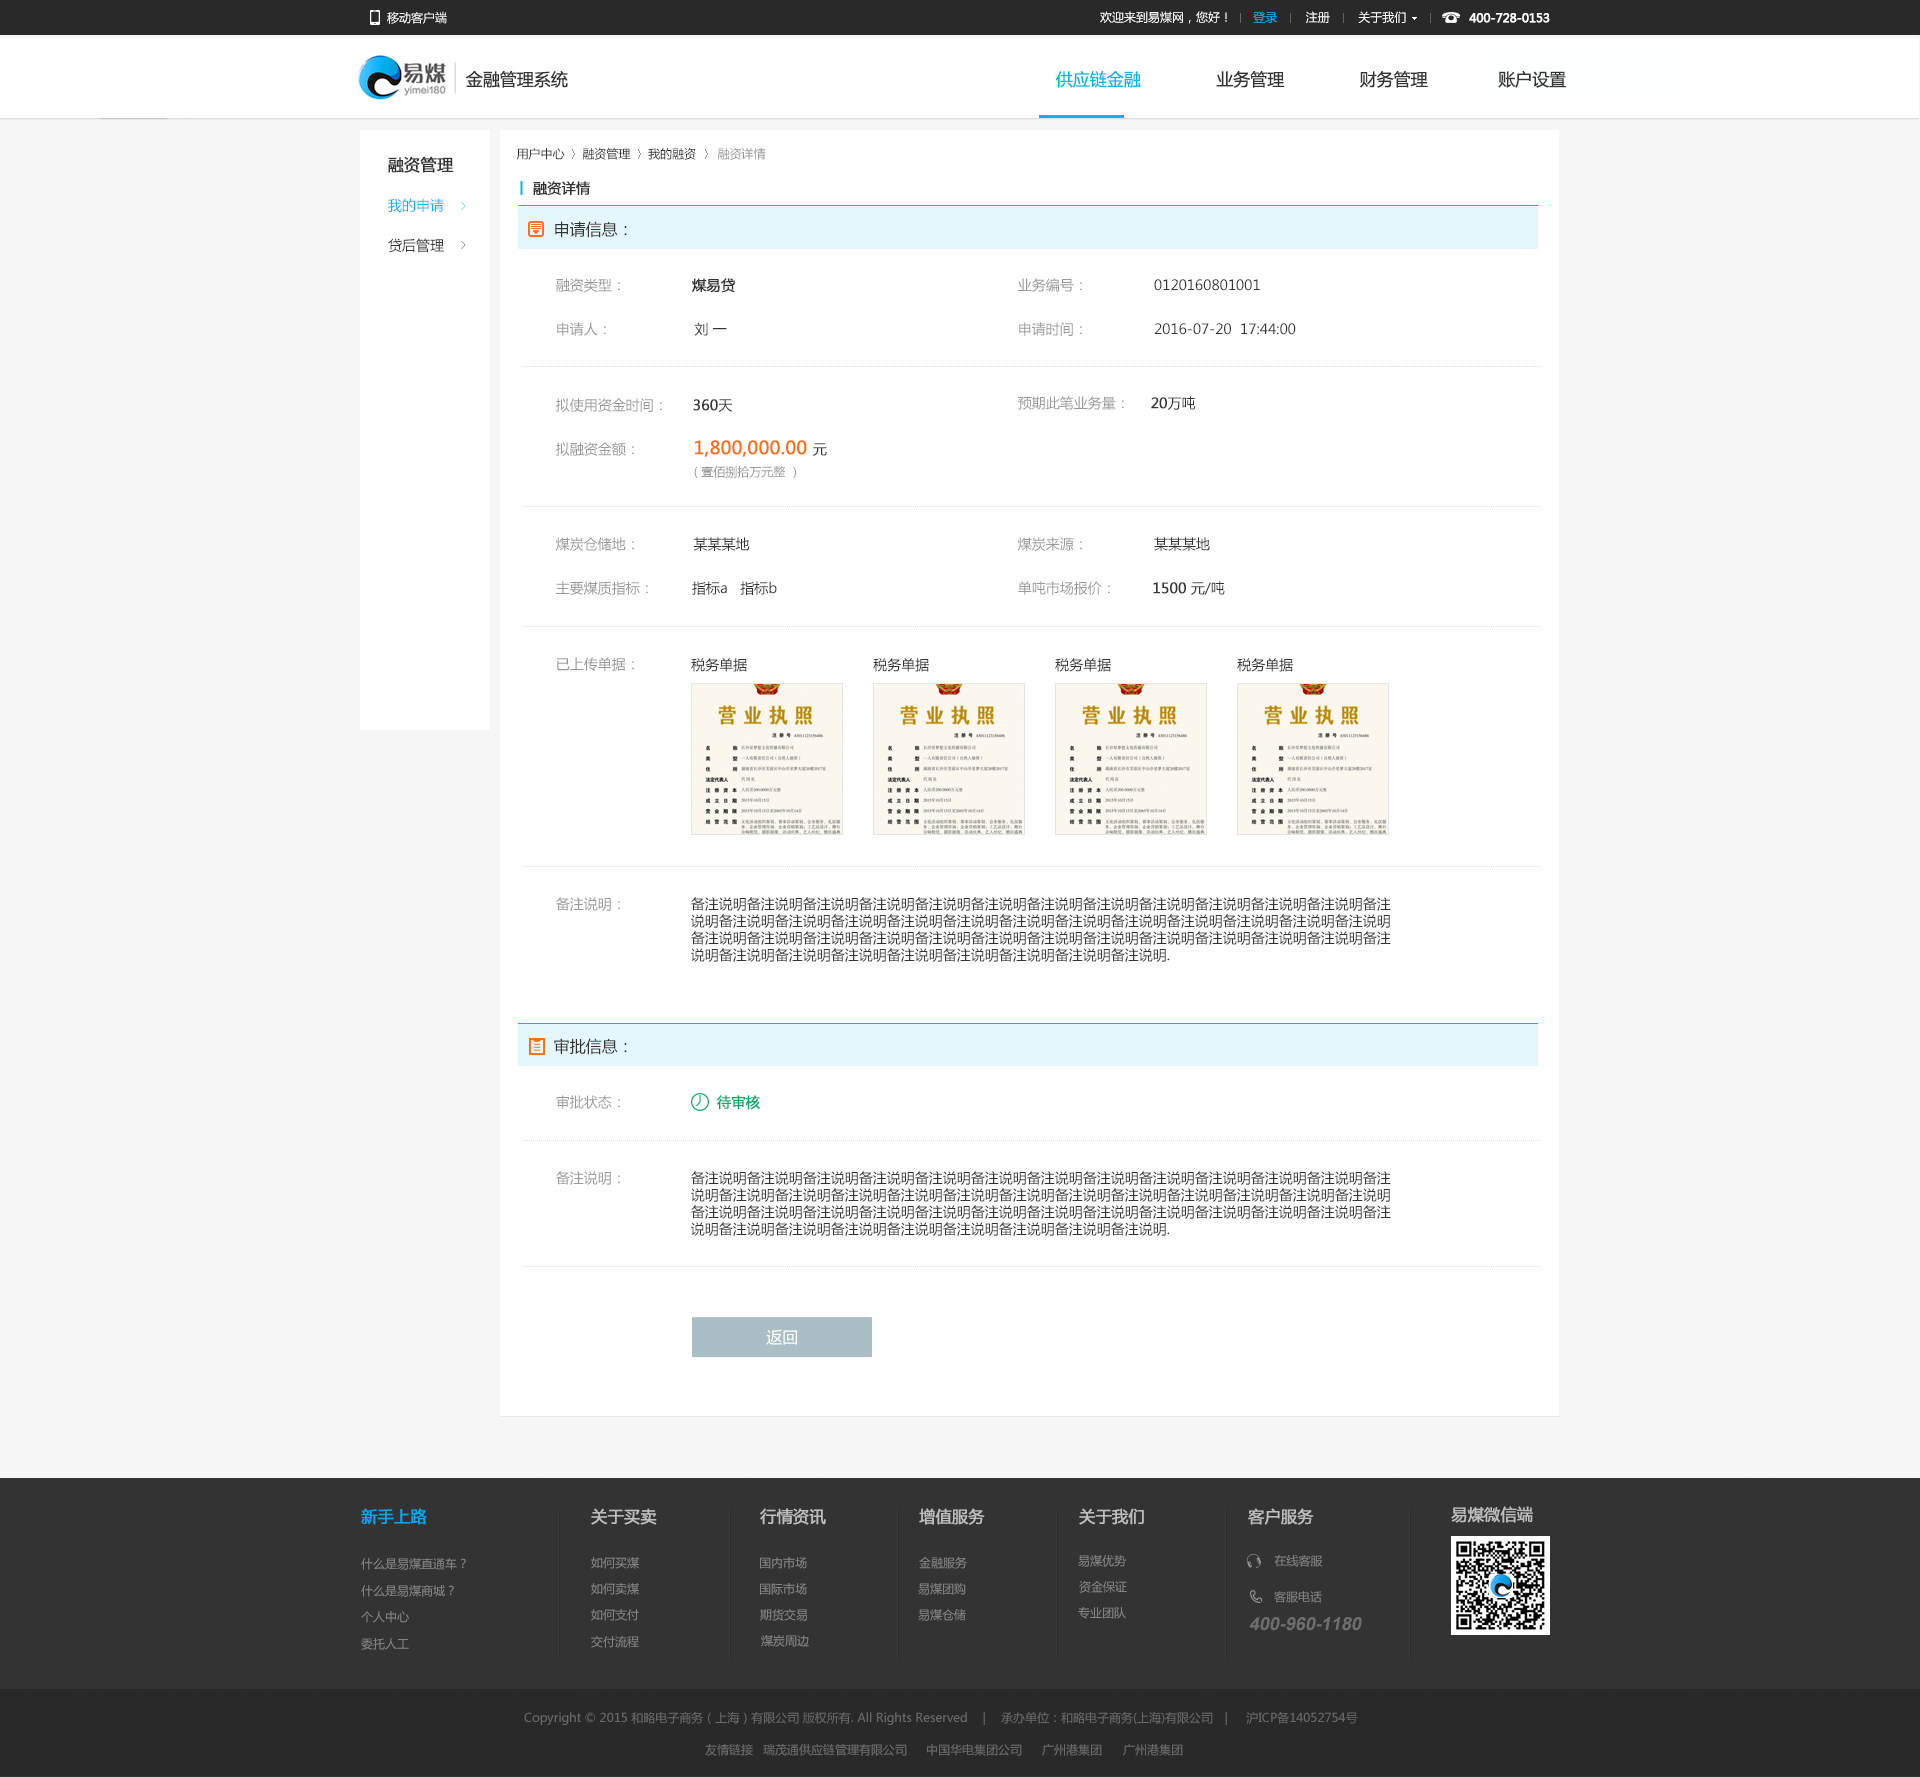 移动客户端
欢迎来到易煤网，您好！ | 登录 | 注册 | 关于我们 | 400-728-0153
易煤 yimei180 | 金融管理系统
供应链金融 业务管理 财务管理 账户设置
融资管理
我的申请
贷后管理
用户中心 > 融资管理 > 我的融资 > 融资详情
融资详情
申请信息：
融资类型： 煤易贷 业务编号： 0120160801001
申请人： 刘 一 申请时间： 2016-07-20 17:44:00
拟使用资金时间： 360天 预期此笔业务量： 20万吨
拟融资金额： 1,800,000.00 元
（壹佰捌拾万元整 ）
煤炭仓储地： 某某某地 煤炭来源： 某某某地
主要煤质指标： 指标a 指标b 单吨市场报价： 1500 元/吨
已上传单据： 税务单据 税务单据 税务单据 税务单据
营业执照 营业执照 营业执照 营业执照
备注说明： 备注说明备注说明备注说明备注说明备注说明备注说明备注说明备注说明备注说明备注说明备注说明备注说明备注
说明备注说明备注说明备注说明备注说明备注说明备注说明备注说明备注说明备注说明备注说明备注说明备注说明
备注说明备注说明备注说明备注说明备注说明备注说明备注说明备注说明备注说明备注说明备注说明备注说明备注
说明备注说明备注说明备注说明备注说明备注说明备注说明备注说明备注说明.
审批信息：
审批状态： 待审核
备注说明： 备注说明备注说明备注说明备注说明备注说明备注说明备注说明备注说明备注说明备注说明备注说明备注说明备注
说明备注说明备注说明备注说明备注说明备注说明备注说明备注说明备注说明备注说明备注说明备注说明备注说明
备注说明备注说明备注说明备注说明备注说明备注说明备注说明备注说明备注说明备注说明备注说明备注说明备注
说明备注说明备注说明备注说明备注说明备注说明备注说明备注说明备注说明.
返回
新手上路
什么是易煤直通车？
什么是易煤商城？
个人中心
委托人工
关于买卖
如何买煤
如何卖煤
如何支付
交付流程
行情资讯
国内市场
国际市场
期货交易
煤炭周边
增值服务
金融服务
易煤团购
易煤仓储
关于我们
易煤优势
资金保证
专业团队
客户服务
在线客服
客服电话
400-960-1180
易煤微信端
Copyright © 2015 和略电子商务（上海）有限公司 版权所有. All Rights Reserved | 承办单位：和略电子商务(上海)有限公司 | 沪ICP备14052754号
友情链接 瑞茂通供应链管理有限公司 中国华电集团公司 广州港集团 广州港集团